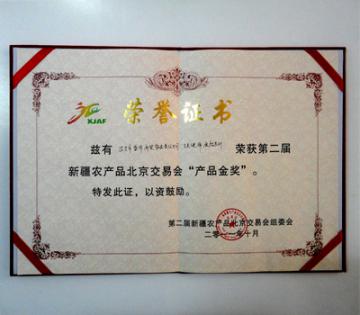 XJAF
荣誉证书
兹有 荣获第二届
新疆农产品北京交易会“产品金奖”。
特发此证，以资鼓励。
第二届新疆农产品北京交易会组委会
二〇一一年十月